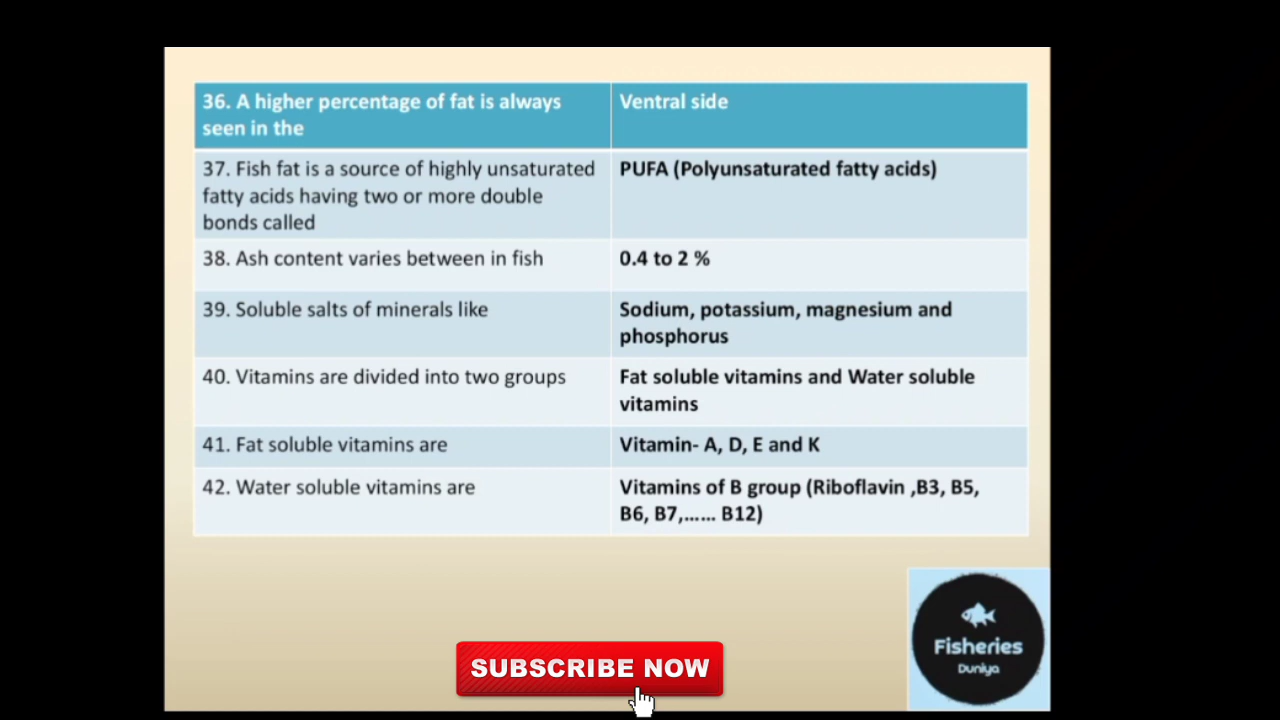 36. A higher percentage of fat is always
seen in the
Ventral side
37. Fish fat is a source of highly unsaturated
fatty acids having two or more double
bonds called
PUFA (Polyunsaturated fatty acids)
38. Ash content varies between in fish
0.4 to 2 %
39. Soluble salts of minerals like
Sodium, potassium, magnesium and
phosphorus
40. Vitamins are divided into two groups
Fat soluble vitamins and Water soluble
vitamins
41. Fat soluble vitamins are
Vitamin- A, D, E and K
42. Water soluble vitamins are
Vitamins of B group (Riboflavin ,B3, B5,
B6, B7,...... B12)
Fisheries
Duniya
SUBSCRIBE NOW